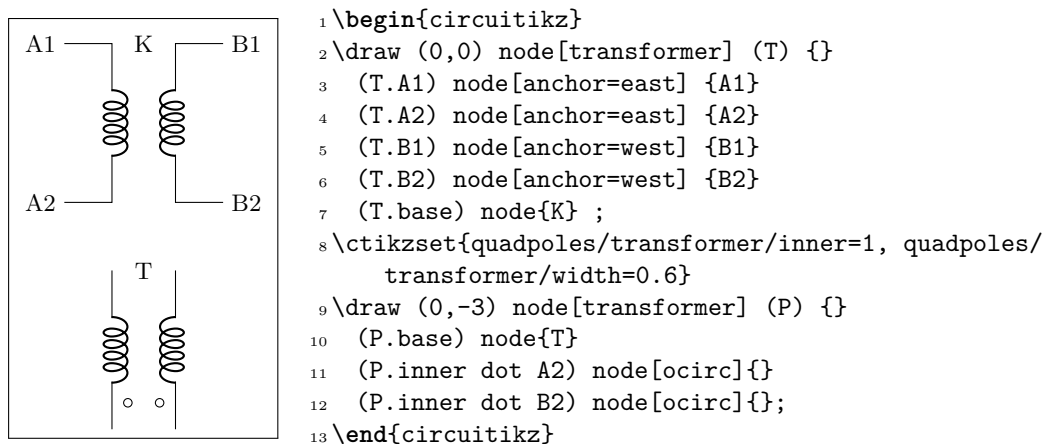 A1 K B1
A2 B2
T
1 \begin{circuitikz}
2 \draw (0,0) node[transformer] (T) {}
3 (T.A1) node[anchor=east] {A1}
4 (T.A2) node[anchor=east] {A2}
5 (T.B1) node[anchor=west] {B1}
6 (T.B2) node[anchor=west] {B2}
7 (T.base) node{K} ;
8 \ctikzset{quadpoles/transformer/inner=1, quadpoles/
transformer/width=0.6}
9 \draw (0,-3) node[transformer] (P) {}
10 (P.base) node{T}
11 (P.inner dot A2) node[ocirc]{}
12 (P.inner dot B2) node[ocirc]{};
13 \end{circuitikz}